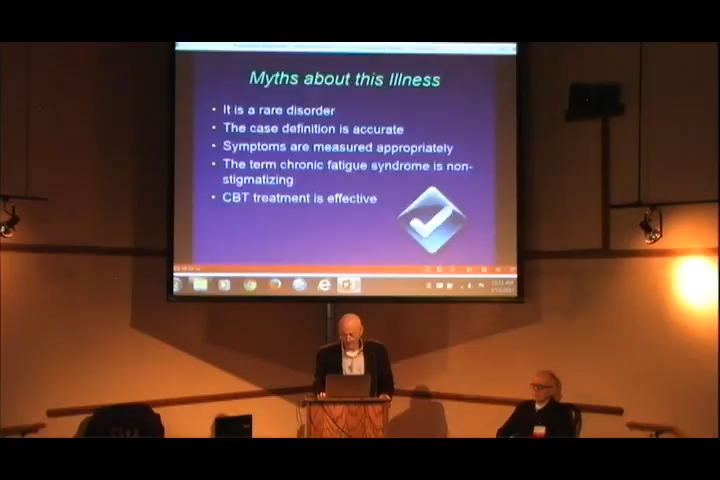 Myths about this Illness
• It is a rare disorder
• The case definition is accurate
• Symptoms are measured appropriately
• The term chronic fatigue syndrome is non-
stigmatizing
• CBT treatment is effective